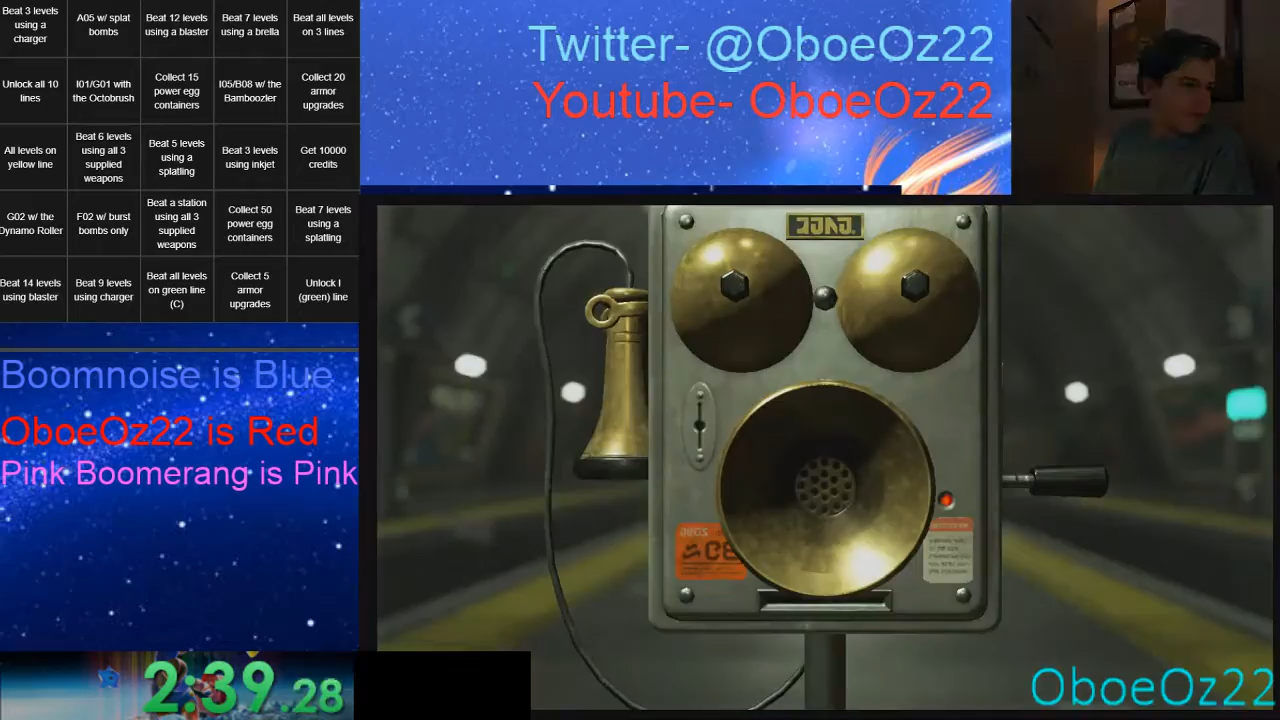 Beat 3 levels
using a
charger
A05 w/ splat
bombs
Beat 12 levels
using a blaster
Beat 7 levels
using a brella
Beat all levels
on 3 lines
Unlock all 10
lines
I01/G01 with
the Octobrush
Collect 15
power egg
containers
I05/B08 w/ the
Bamboozler
Collect 20
armor
upgrades
All levels on
yellow line
Beat 6 levels
using all 3
supplied
weapons
Beat 5 levels
using a
splatling
Beat 3 levels
using inkjet
Get 10000
credits
G02 w/ the
Dynamo Roller
F02 w/ burst
bombs only
Beat a station
using all 3
supplied
weapons
Collect 50
power egg
containers
Beat 7 levels
using a
splatling
Beat 14 levels
using blaster
Beat 9 levels
using charger
Beat all levels
on green line
(C)
Collect 5
armor
upgrades
Unlock I
(green) line
Twitter- @OboeOz22
Youtube- OboeOz22
Boomnoise is Blue
OboeOz22 is Red
Pink Boomerang is Pink
2:39.28
OboeOz22